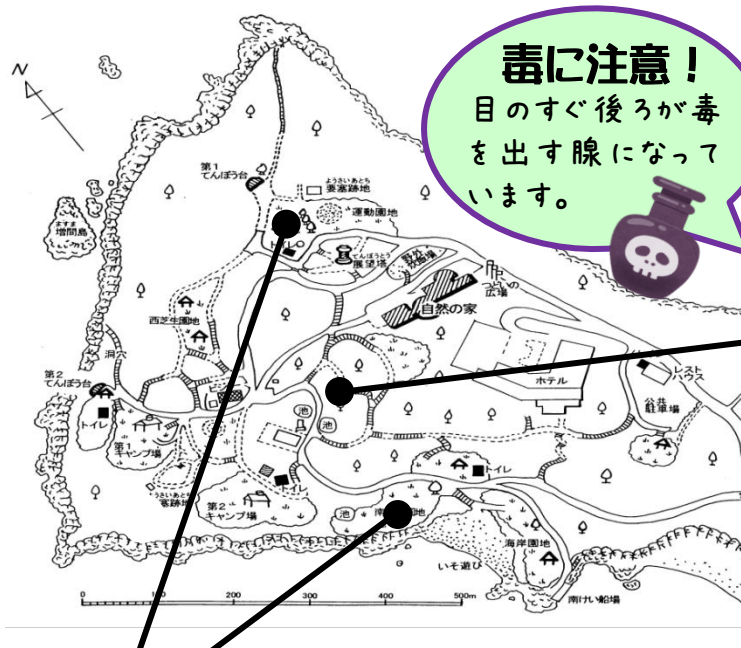 毒に注意！
目のすぐ後ろが毒
を出す腺になって
います。
N
第1
てんぼう台
ようさいあとち
要塞跡地
運動園地
トイレ
てんぼうとう
展望塔
野外
炊飯場
つどいの
広場
自然の家
ますま
増間島
西芝生園地
洞穴
第2
てんぼう台
トイレ
第1
キャンプ場
ようさいあとち
要塞跡地
第2
キャンプ場
トイレ
池
池
池
ホテル
レスト
ハウス
公共
駐車場
トイレ
海岸園地
いそ遊び
南けい船場
0
100
200
300
400
500m